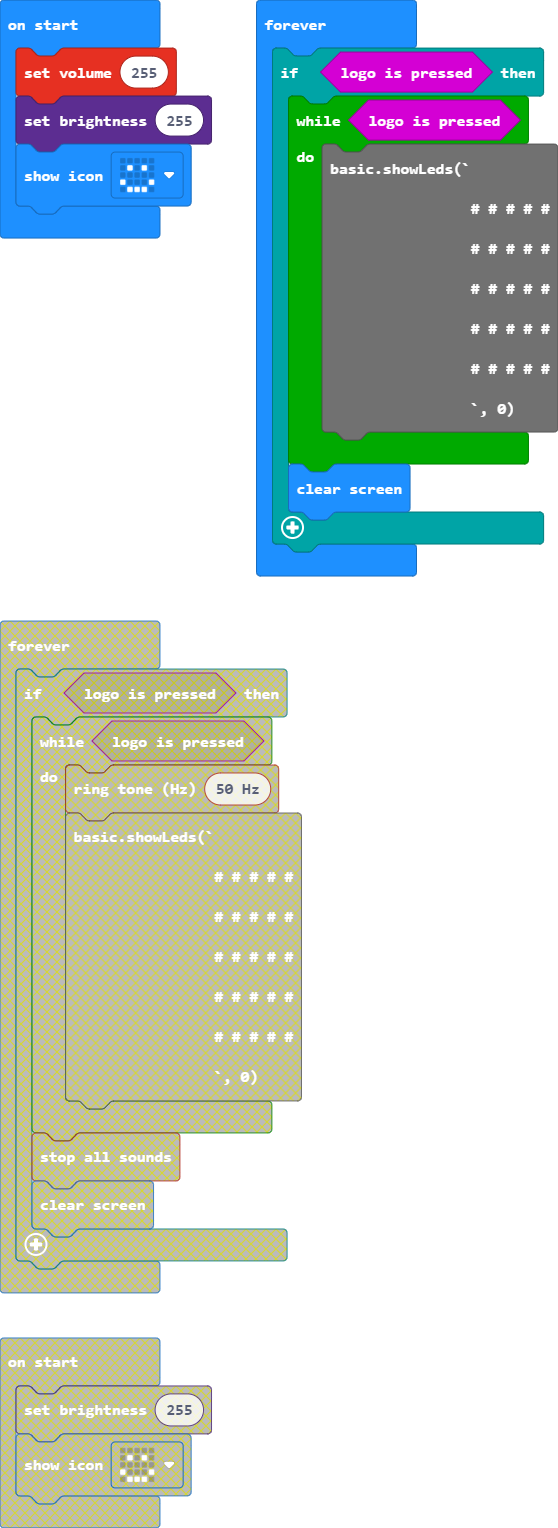 on start
set volume 255
set brightness 255
show icon
forever
if logo is pressed then
while logo is pressed
do
basic.showLeds(`
# # # # #
# # # # #
# # # # #
# # # # #
# # # # #
`, 0)
clear screen
forever
if logo is pressed then
while logo is pressed
do
ring tone (Hz) 50 Hz
basic.showLeds(`
# # # # #
# # # # #
# # # # #
# # # # #
# # # # #
`, 0)
stop all sounds
clear screen
on start
set brightness 255
show icon